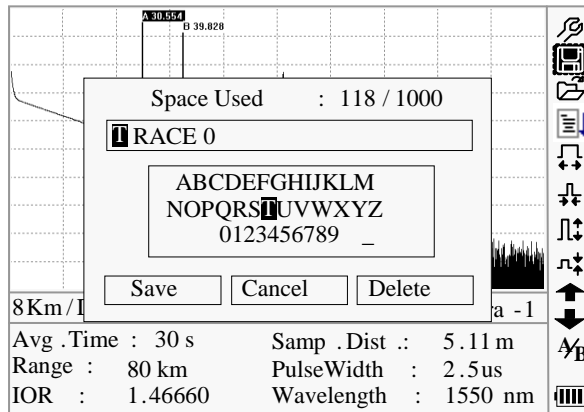 A 30.554
B 39.828
Space Used : 118 / 1000
TRACE 0
ABCDEFGHIJKLM
NOPQRSTUVWXYZ
0123456789 _
Save Cancel Delete
8Km/ a -1
Avg .Time : 30 s Samp .Dist .: 5.11 m
Range : 80 km PulseWidth : 2.5us
IOR : 1.46660 Wavelength : 1550 nm
A/B